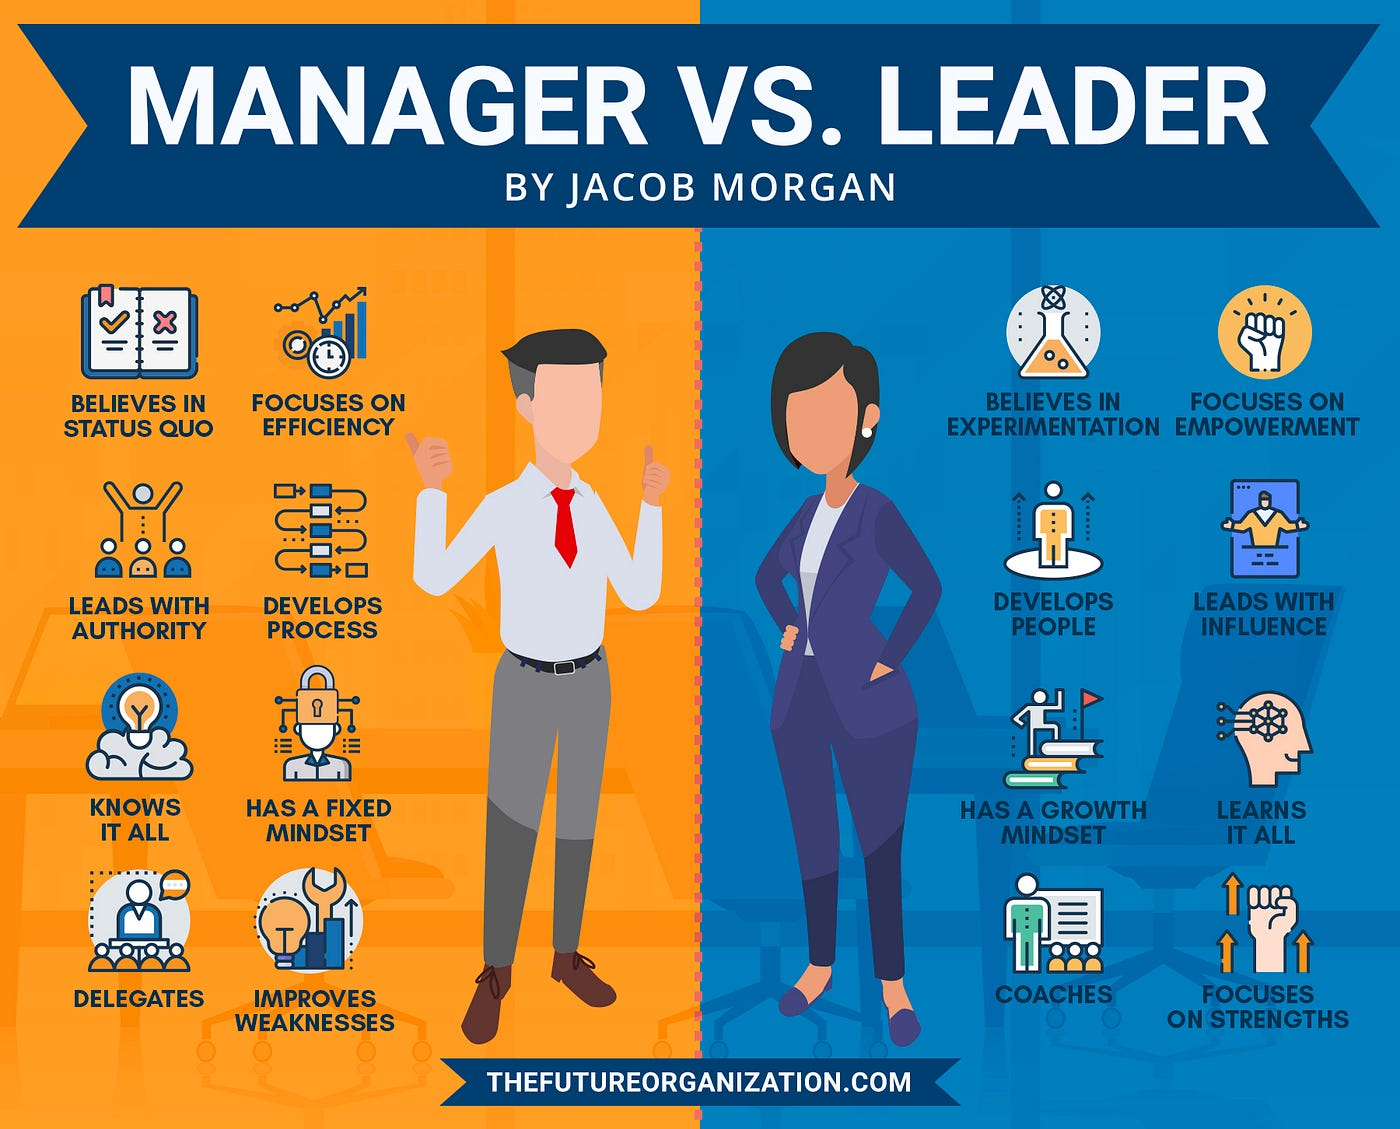 MANAGER VS. LEADER
BY JACOB MORGAN
BELIEVES IN
STATUS QUO
FOCUSES ON
EFFICIENCY
LEADS WITH
AUTHORITY
DEVELOPS
PROCESS
KNOWS
IT ALL
HAS A FIXED
MINDSET
DELEGATES
IMPROVES
WEAKNESSES
BELIEVES IN
EXPERIMENTATION
FOCUSES ON
EMPOWERMENT
DEVELOPS
PEOPLE
LEADS WITH
INFLUENCE
HAS A GROWTH
MINDSET
LEARNS
IT ALL
COACHES
FOCUSES
ON STRENGTHS
THEFUTUREORGANIZATION.COM